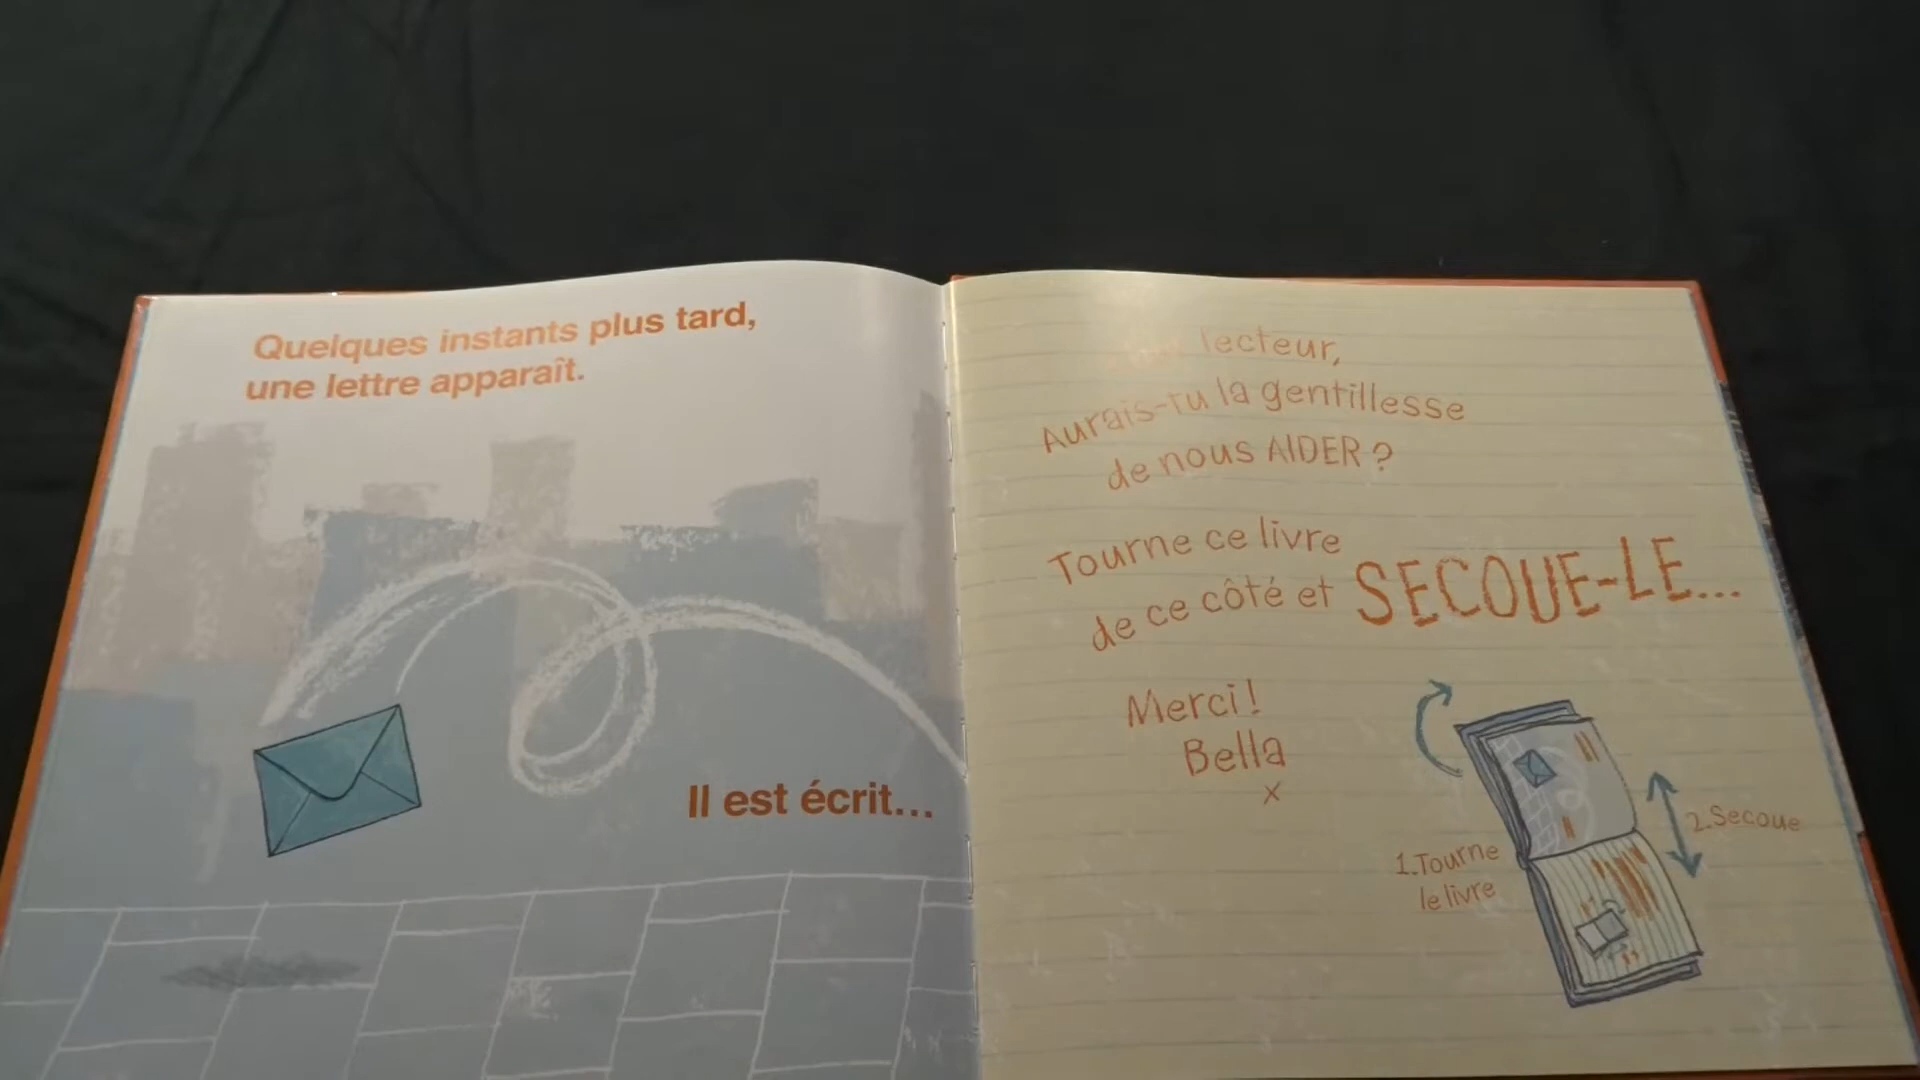 Quelques instants plus tard,
une lettre apparaît.
Il est écrit...
lecteur,
Aurais-tu la gentillesse
de nous AIDER ?
Tourne ce livre
de ce côté et SECOUE-LE...
Merci!
Bella
x
1.Tourne
le livre
2.Secoue